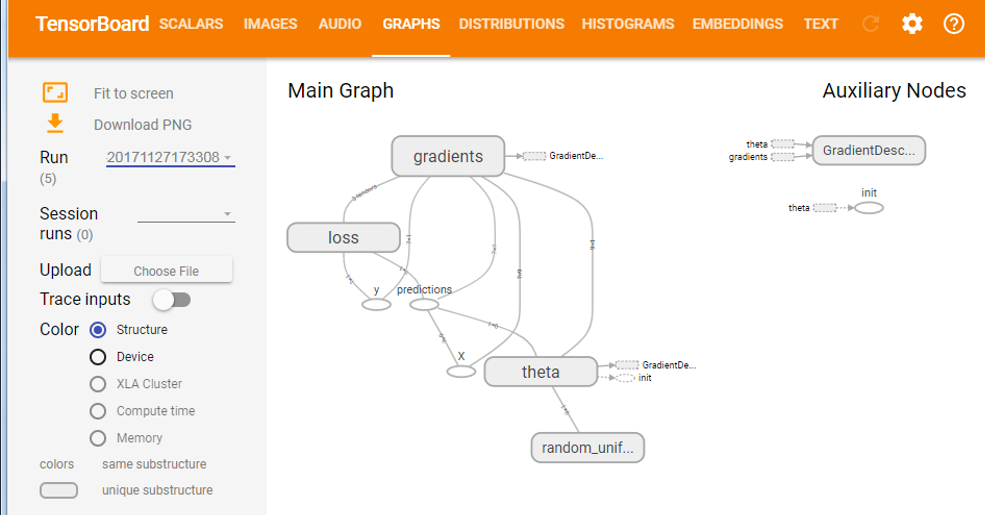 TensorBoard SCALARS IMAGES AUDIO GRAPHS DISTRIBUTIONS HISTOGRAMS EMBEDDINGS TEXT
Fit to screen
Download PNG
Run 20171127173308
(5)
Session
runs (0)
Upload Choose File
Trace inputs
Color Structure
Device
XLA Cluster
Compute time
Memory
colors same substructure
unique substructure
Main Graph
gradients GradientDe...
3 tensors
loss
y predictions
X
theta GradientDe...
init
random_unif...
Auxiliary Nodes
theta
gradients
GradientDesc...
init
theta